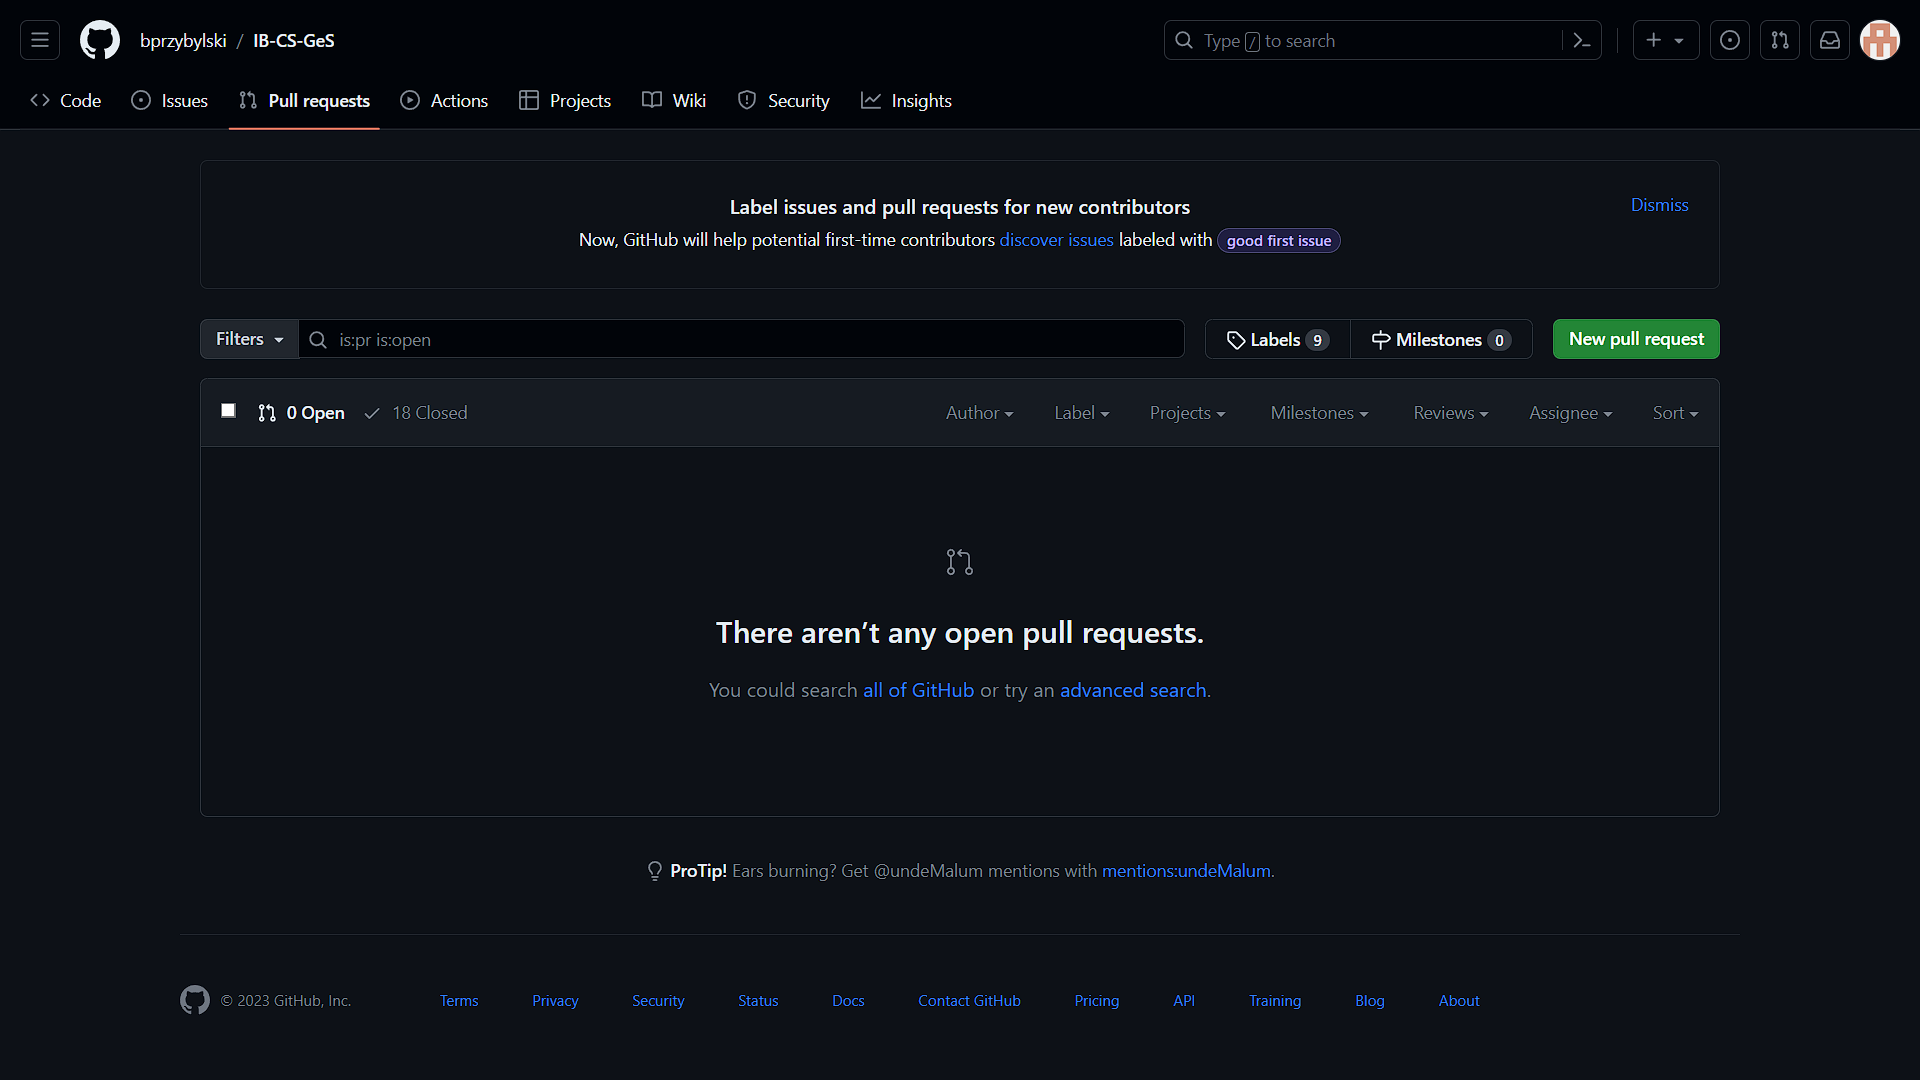 bprzybylski / IB-CS-GeS
Type / to search
Code Issues Pull requests Actions Projects Wiki Security Insights
Label issues and pull requests for new contributors
Dismiss
Now, GitHub will help potential first-time contributors discover issues labeled with good first issue
Filters is:pr is:open Labels 9 Milestones 0 New pull request
0 Open 18 Closed Author Label Projects Milestones Reviews Assignee Sort
There aren’t any open pull requests.
You could search all of GitHub or try an advanced search.
ProTip! Ears burning? Get @undeMalum mentions with mentions:undeMalum.
© 2023 GitHub, Inc. Terms Privacy Security Status Docs Contact GitHub Pricing API Training Blog About